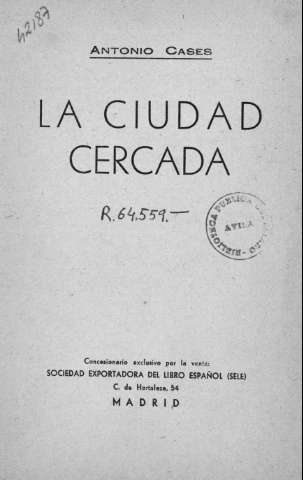 42187
ANTONIO CASES
LA CIUDAD
CERCADA
R. 64.559.—
BIBLIOTECA PUBLICA
AVILA
Concesionario exclusivo por la venta:
SOCIEDAD EXPORTADORA DEL LIBRO ESPAÑOL (SELE)
C. de Hortaleza, 54
MADRID